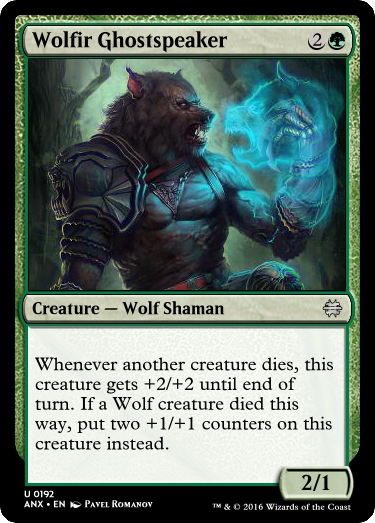 Wolfir Ghostspeaker 2
Creature — Wolf Shaman
Whenever another creature dies, this
creature gets +2/+2 until end of
turn. If a Wolf creature died this
way, put two +1/+1 counters on this
creature instead.
2/1
U 0192
ANX • EN Pavel Romanov
™ & © 2016 Wizards of the Coast